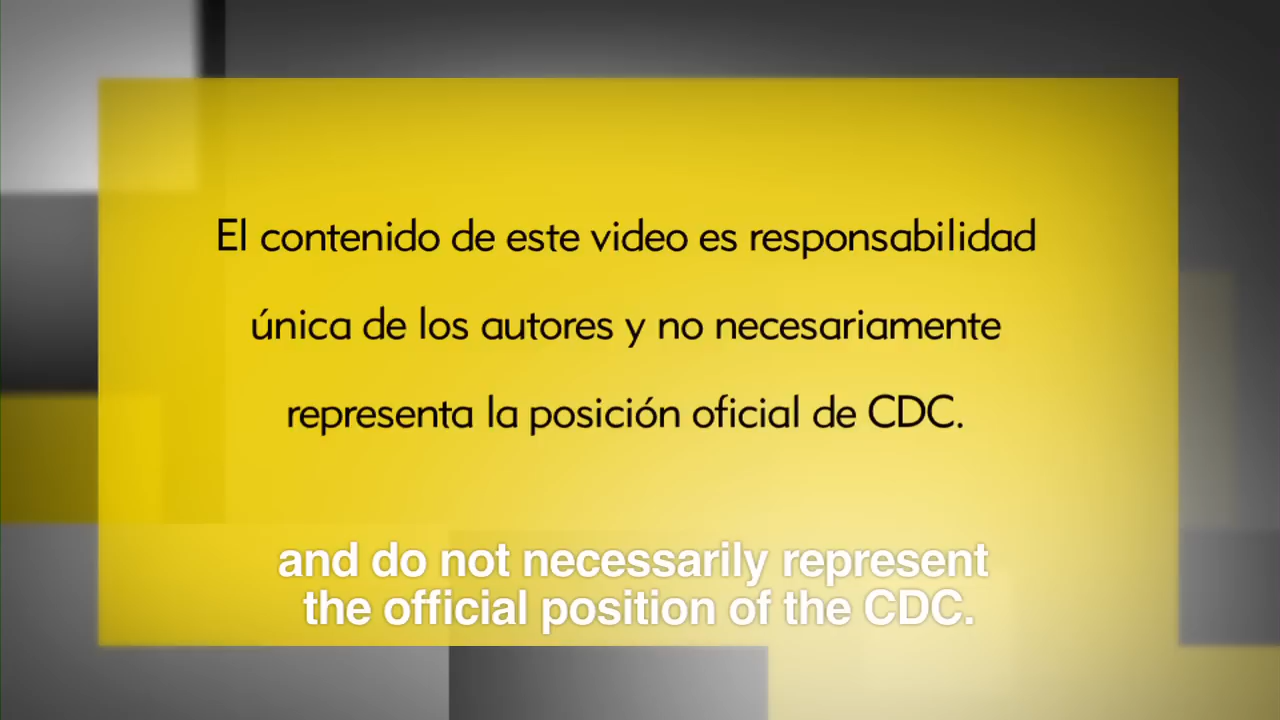 El contenido de este video es responsabilidad
única de los autores y no necesariamente
representa la posición oficial de CDC.
and do not necessarily represent
the official position of the CDC.